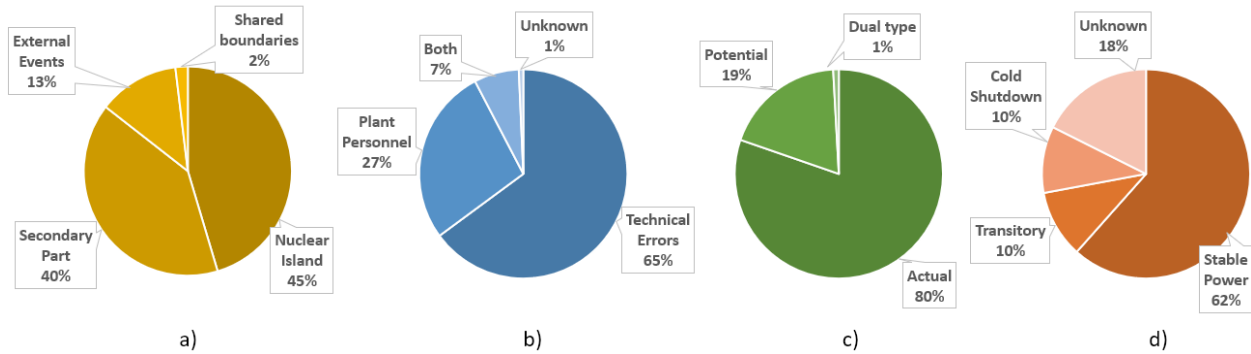 External
Events
13%
Shared
boundaries
2%
Secondary
Part
40%
Nuclear
Island
45%
a)
Both
7%
Unknown
1%
Plant
Personnel
27%
Technical
Errors
65%
b)
Potential
19%
Dual type
1%
Actual
80%
c)
Unknown
18%
Cold
Shutdown
10%
Transitory
10%
Stable
Power
62%
d)